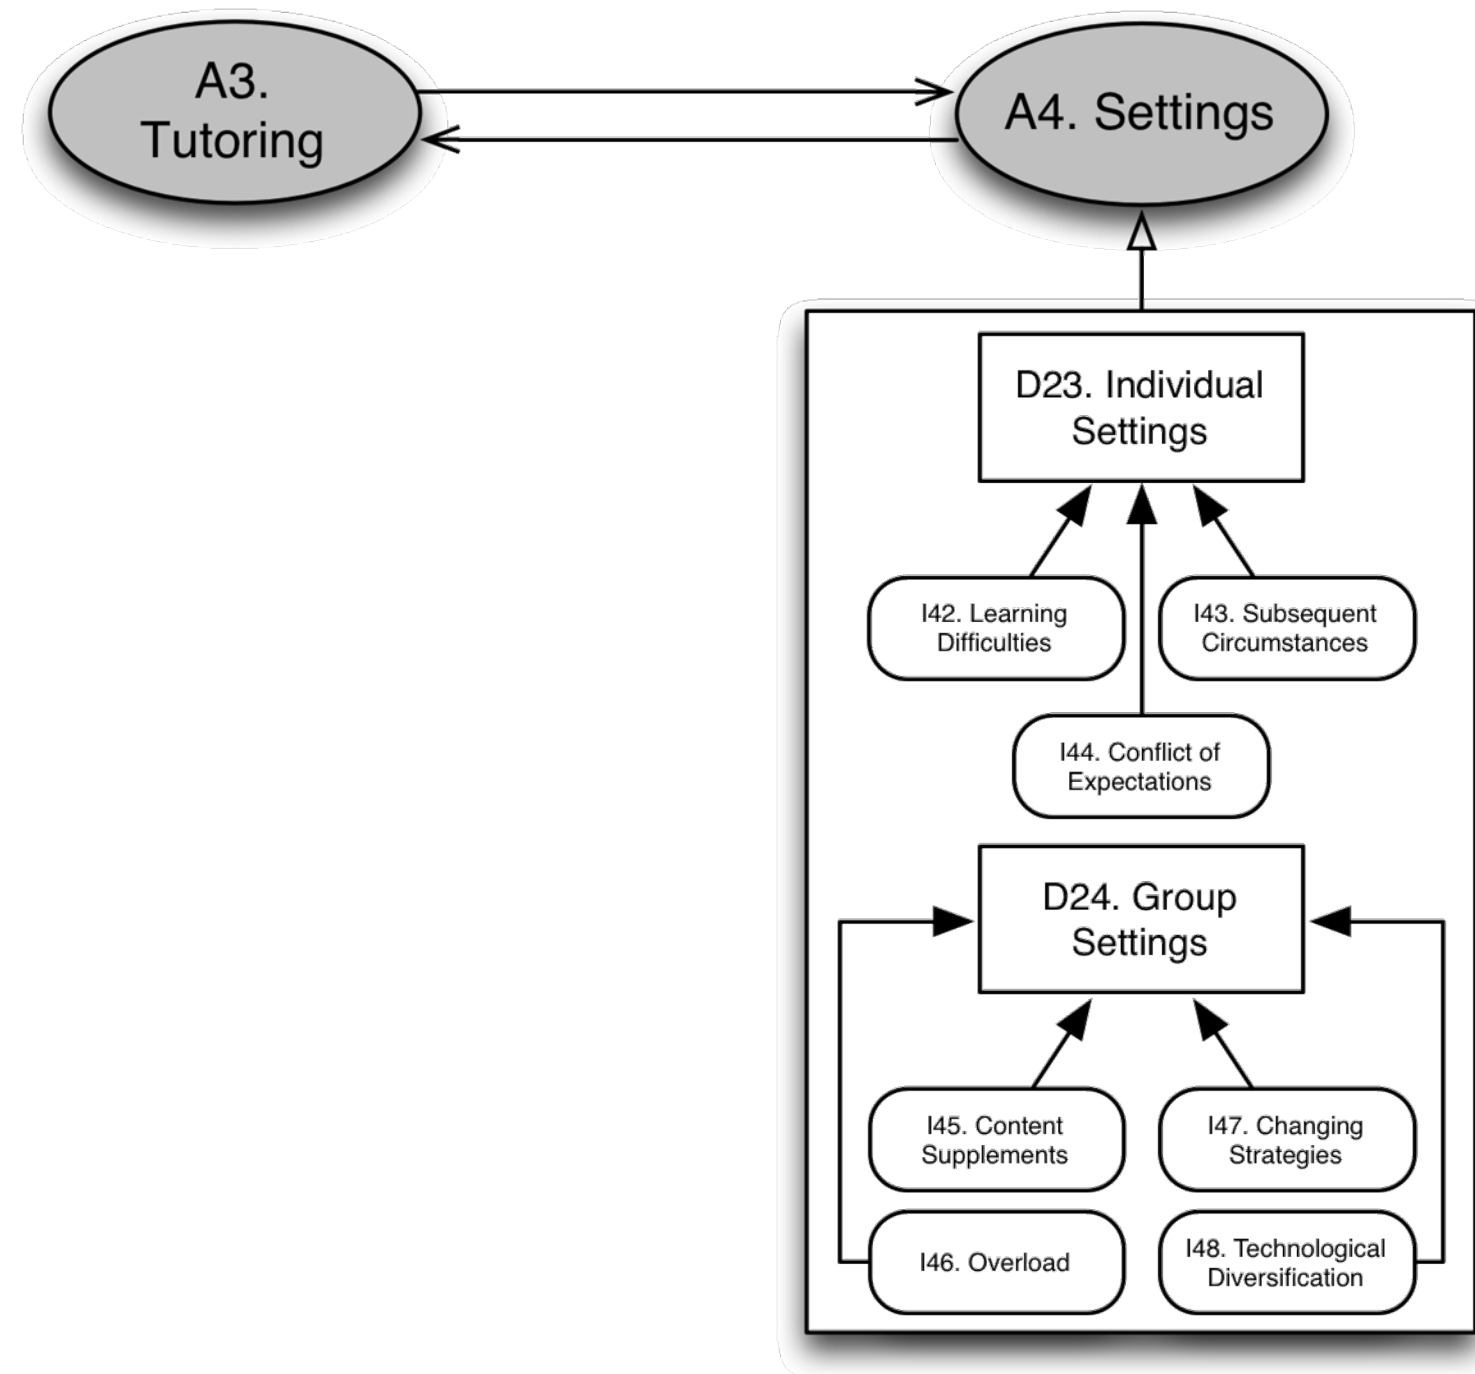 A3.
Tutoring
A4. Settings
D23. Individual
Settings
I42. Learning
Difficulties
I43. Subsequent
Circumstances
I44. Conflict of
Expectations
D24. Group
Settings
I45. Content
Supplements
I47. Changing
Strategies
I46. Overload
I48. Technological
Diversification